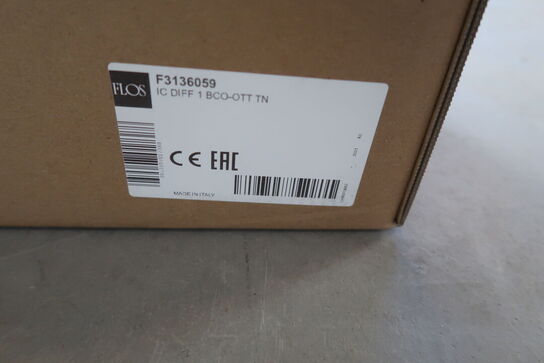 FLOS
F3136059
IC DIFF 1 BCO-OTT TN
CE EAC
MADE IN ITALY